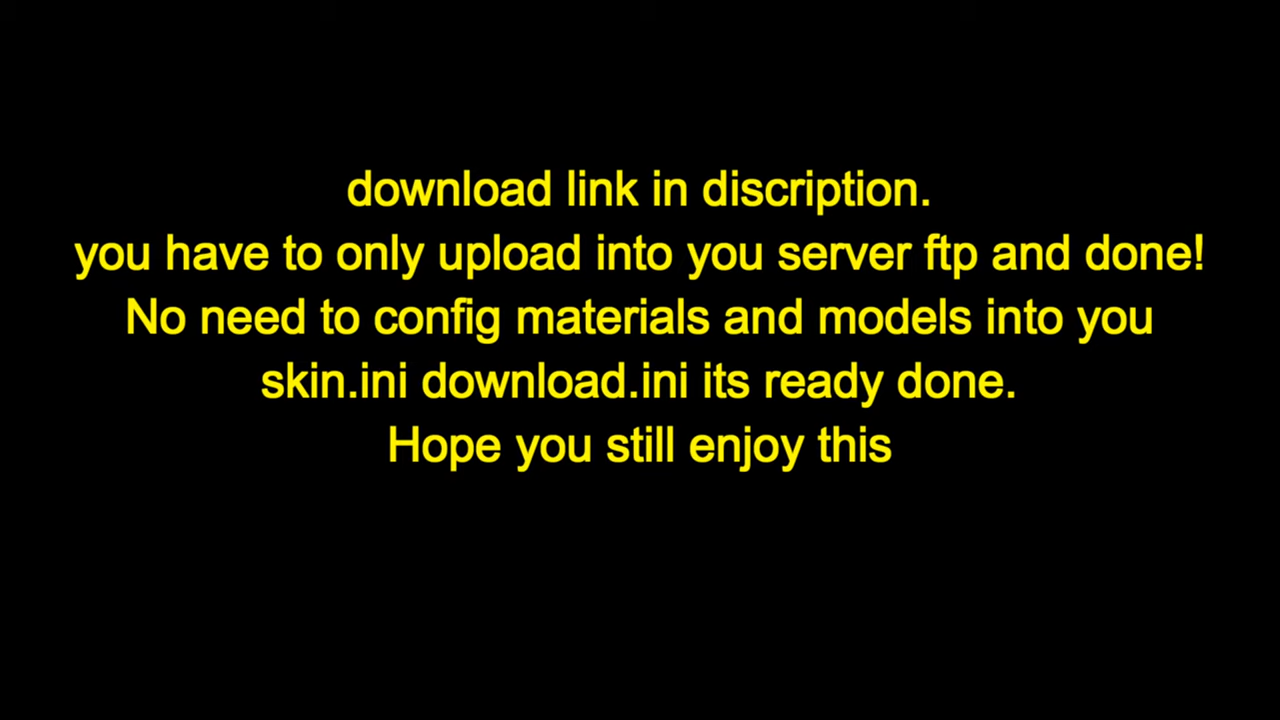 download link in discription.
you have to only upload into you server ftp and done!
No need to config materials and models into you
skin.ini download.ini its ready done.
Hope you still enjoy this